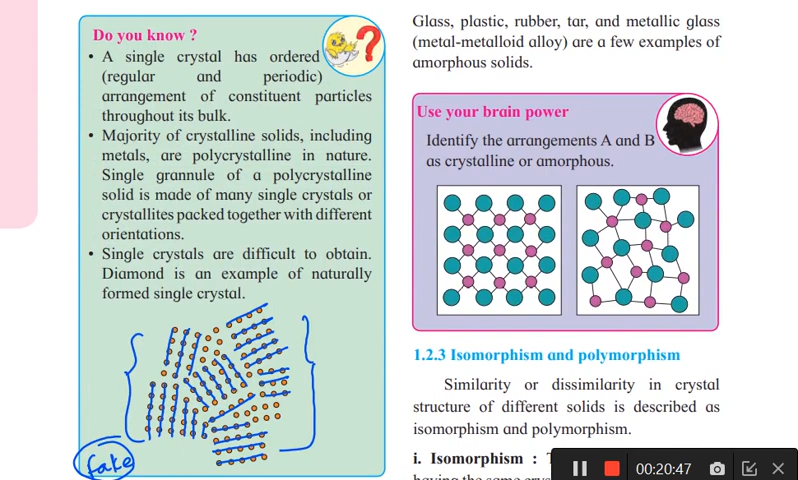 Do you know ?
• A single crystal has ordered
(regular and periodic)
arrangement of constituent particles
throughout its bulk.
• Majority of crystalline solids, including
metals, are polycrystalline in nature.
Single grannule of a polycrystalline
solid is made of many single crystals or
crystallites packed together with different
orientations.
• Single crystals are difficult to obtain.
Diamond is an example of naturally
formed single crystal.
fake
Glass, plastic, rubber, tar, and metallic glass
(metal-metalloid alloy) are a few examples of
amorphous solids.
Use your brain power
Identify the arrangements A and B
as crystalline or amorphous.
1.2.3 Isomorphism and polymorphism
Similarity or dissimilarity in crystal
structure of different solids is described as
isomorphism and polymorphism.
i. Isomorphism :
having the same
00:20:47